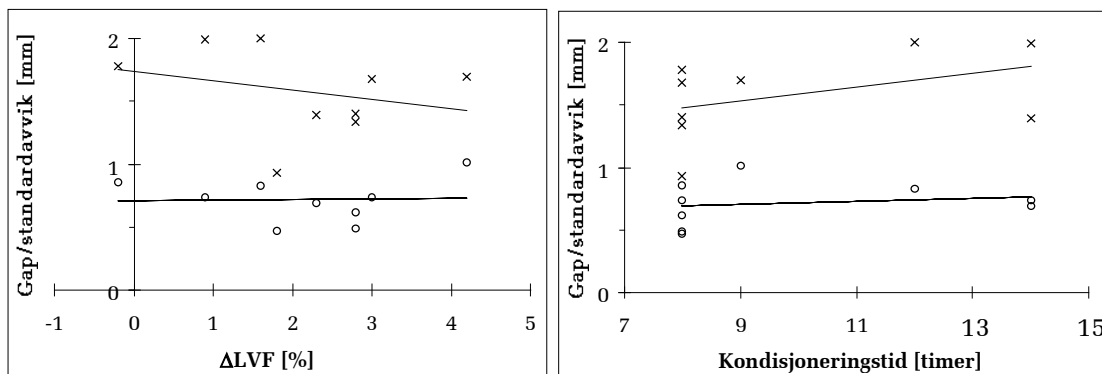 Gap/standardavvik [mm]
2
1
0
-1 0 1 2 3 4 5
ΔLVF [%]
Gap/standardavvik [mm]
2
1
0
7 9 11 13 15
Kondisjoneringstid [timer]